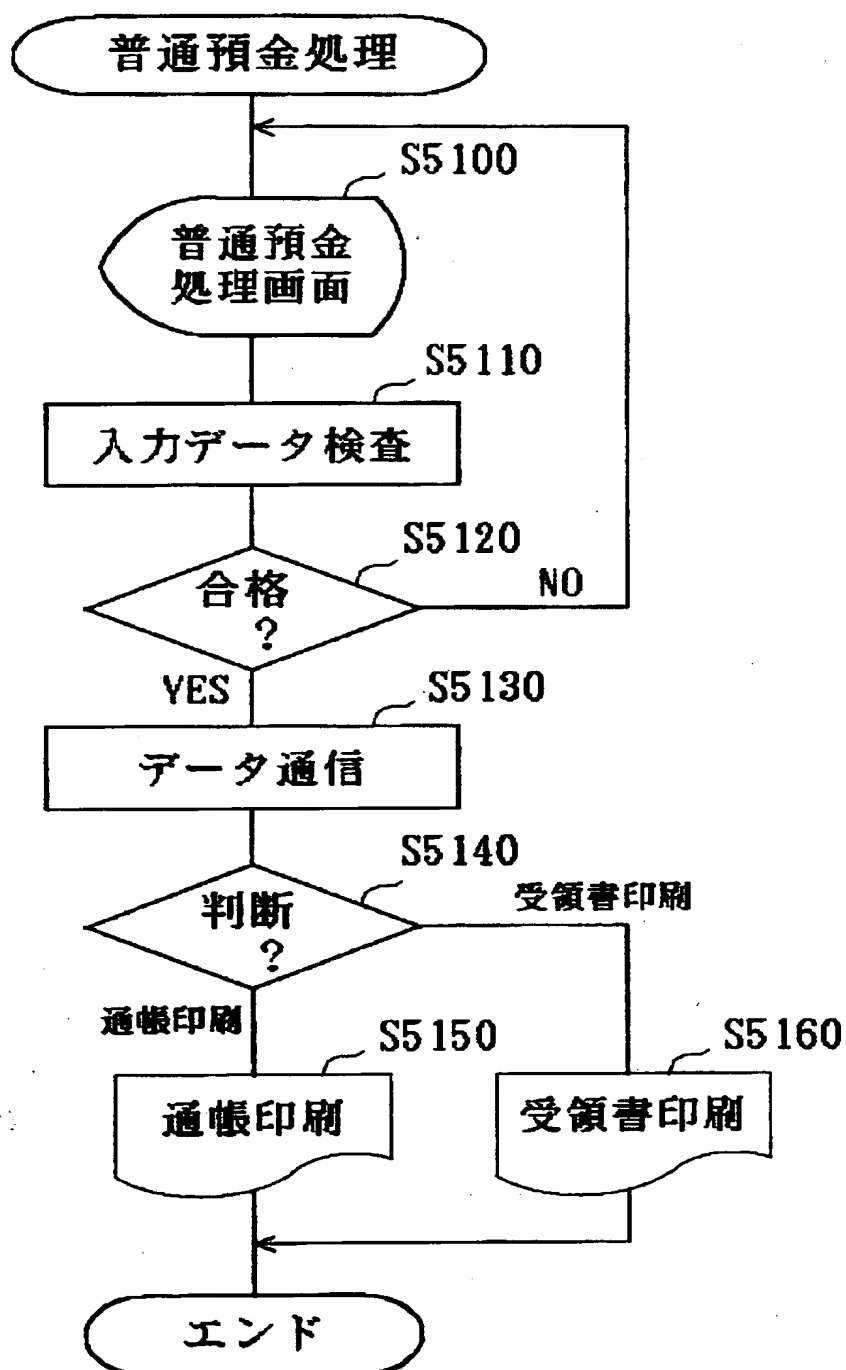 普通預金処理
S5100
普通預金
処理画面
S5110
入力データ検査
S5120
合格
?
NO
YES
S5130
データ通信
S5140
判断
?
受領書印刷
通帳印刷
S5150
S5160
通帳印刷
受領書印刷
エンド